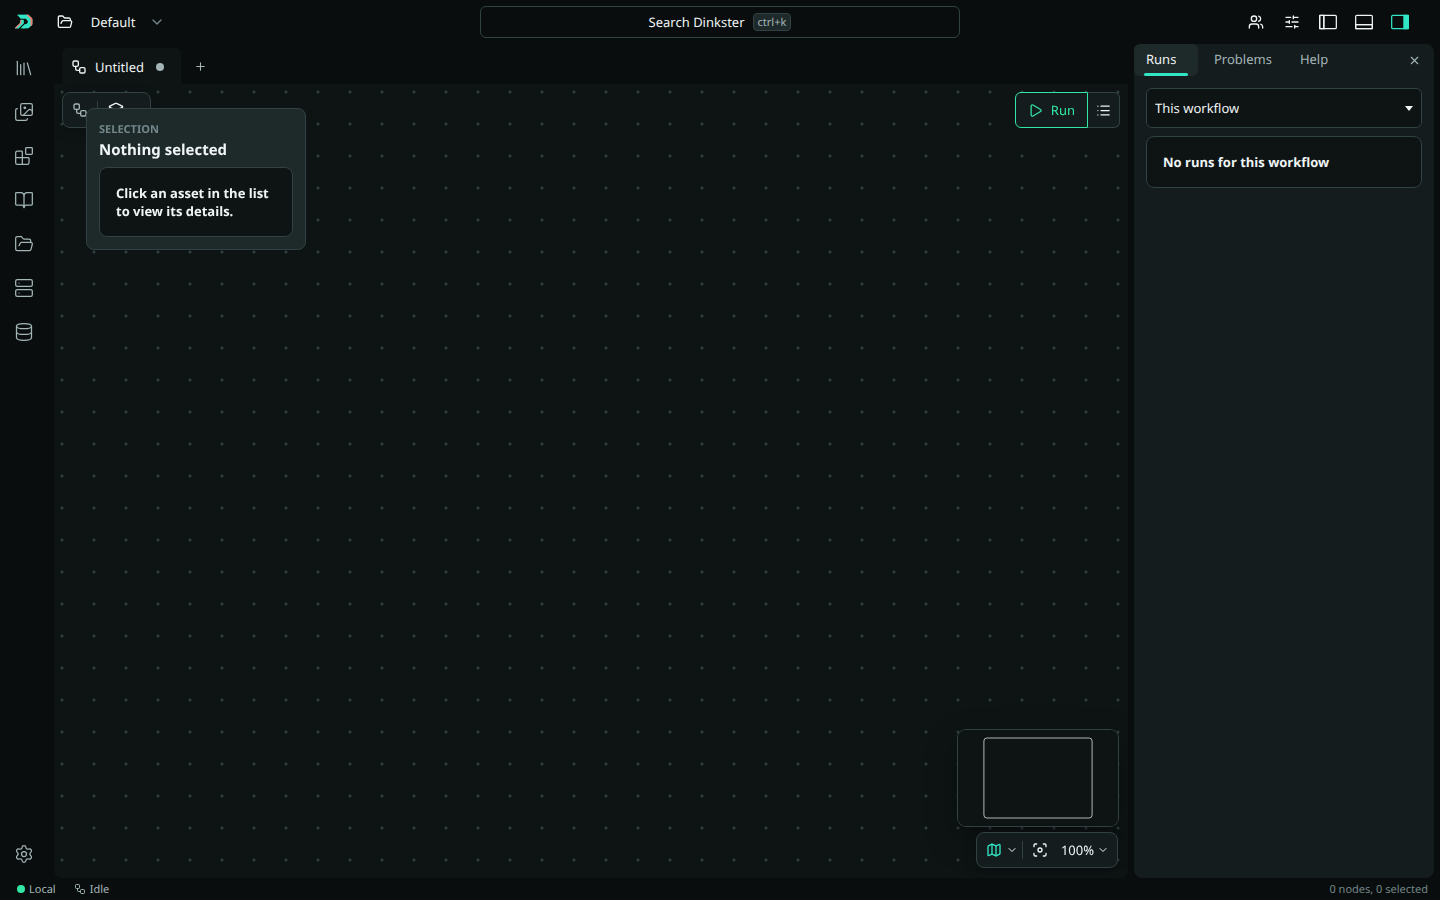 Default
Search Dinkster ctrl+k
Untitled
Runs Problems Help
Run
This workflow
No runs for this workflow
SELECTION
Nothing selected
Click an asset in the list
to view its details.
100%
Local Idle
0 nodes, 0 selected